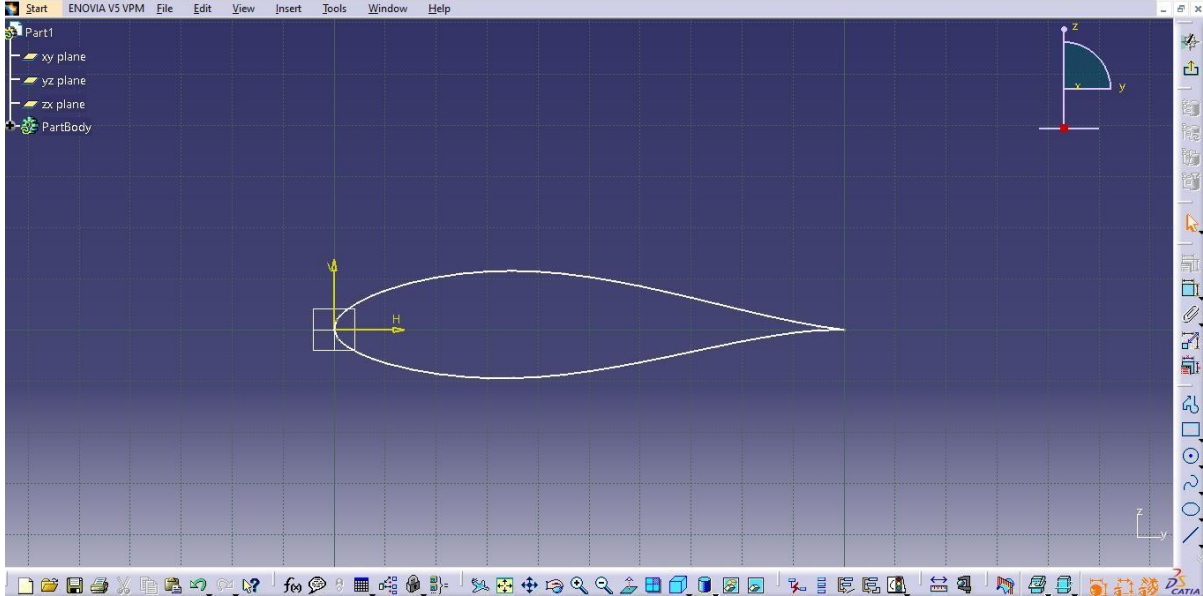 Start ENOVIA V5 VPM File Edit View Insert Tools Window Help
Part1
xy plane
yz plane
zx plane
PartBody
z
x y
V
H
z
y
f(x)
CATIA